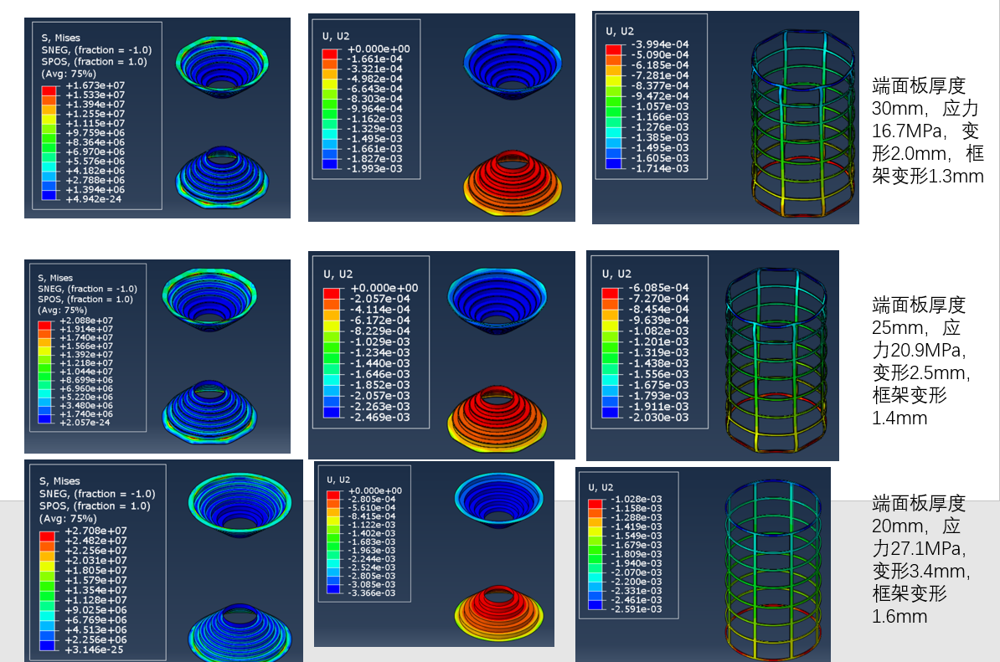 S, Mises
SNEG, (fraction = -1.0)
SPOS, (fraction = 1.0)
(Avg: 75%)
+1.673e+07
+1.533e+07
+1.394e+07
+1.255e+07
+1.115e+07
+9.759e+06
+8.364e+06
+6.970e+06
+5.576e+06
+4.182e+06
+2.788e+06
+1.394e+06
+4.942e-24
U, U2
+0.000e+00
-1.661e-04
-3.321e-04
-4.982e-04
-6.643e-04
-8.303e-04
-9.964e-04
-1.162e-03
-1.329e-03
-1.495e-03
-1.661e-03
-1.827e-03
-1.993e-03
U, U2
-3.994e-04
-5.090e-04
-6.185e-04
-7.281e-04
-8.377e-04
-9.472e-04
-1.057e-03
-1.166e-03
-1.276e-03
-1.385e-03
-1.495e-03
-1.605e-03
-1.714e-03
端面板厚度
30mm，应力
16.7MPa，变
形2.0mm，框
架变形1.3mm
S, Mises
SNEG, (fraction = -1.0)
SPOS, (fraction = 1.0)
(Avg: 75%)
+2.088e+07
+1.914e+07
+1.740e+07
+1.566e+07
+1.392e+07
+1.218e+07
+1.044e+07
+8.699e+06
+6.960e+06
+5.220e+06
+3.480e+06
+1.740e+06
+2.057e-24
U, U2
+0.000e+00
-2.057e-04
-4.114e-04
-6.172e-04
-8.229e-04
-1.029e-03
-1.234e-03
-1.440e-03
-1.646e-03
-1.852e-03
-2.057e-03
-2.263e-03
-2.469e-03
U, U2
-6.085e-04
-7.270e-04
-8.454e-04
-9.639e-04
-1.082e-03
-1.201e-03
-1.319e-03
-1.438e-03
-1.556e-03
-1.675e-03
-1.793e-03
-1.911e-03
-2.030e-03
端面板厚度
25mm，应
力20.9MPa，
变形2.5mm，
框架变形
1.4mm
S, Mises
SNEG, (fraction = -1.0)
SPOS, (fraction = 1.0)
(Avg: 75%)
+2.708e+07
+2.482e+07
+2.256e+07
+2.031e+07
+1.805e+07
+1.579e+07
+1.354e+07
+1.128e+07
+9.025e+06
+6.769e+06
+4.513e+06
+2.256e+06
+3.146e-25
U, U2
+0.000e+00
-2.805e-04
-5.610e-04
-8.415e-04
-1.122e-03
-1.402e-03
-1.683e-03
-1.963e-03
-2.244e-03
-2.524e-03
-2.805e-03
-3.085e-03
-3.366e-03
U, U2
-1.028e-03
-1.158e-03
-1.288e-03
-1.419e-03
-1.549e-03
-1.679e-03
-1.809e-03
-1.940e-03
-2.070e-03
-2.200e-03
-2.331e-03
-2.461e-03
-2.591e-03
端面板厚度
20mm，应
力27.1MPa，
变形3.4mm，
框架变形
1.6mm